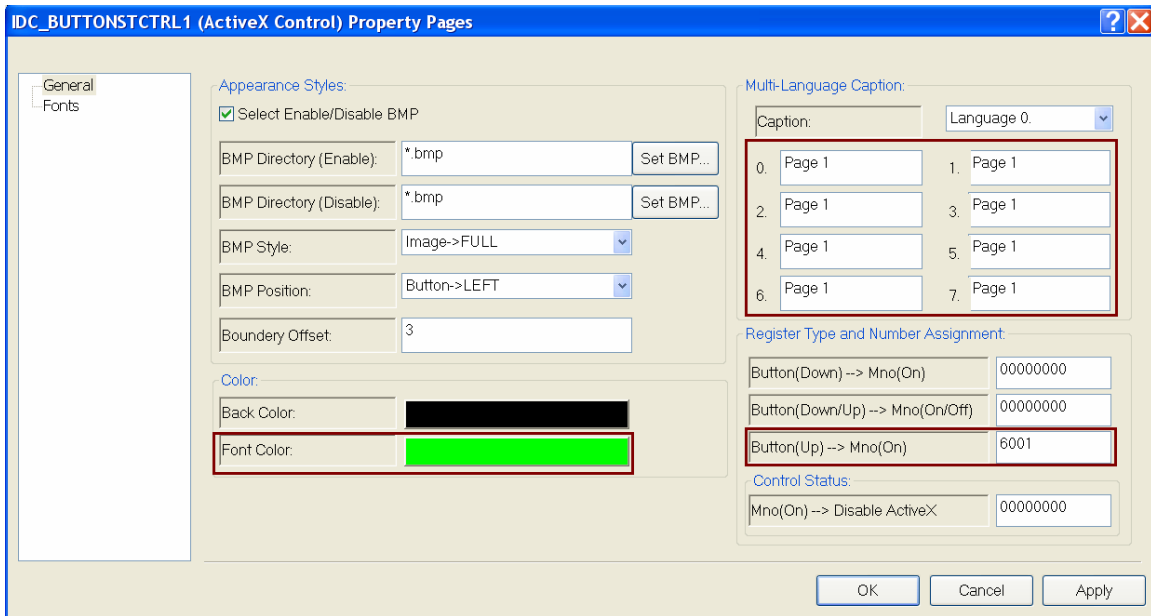 IDC_BUTTONSTCTRL1 (ActiveX Control) Property Pages
General
Fonts
Appearance Styles:
Select Enable/Disable BMP
BMP Directory (Enable): *.bmp Set BMP...
BMP Directory (Disable): *.bmp Set BMP...
BMP Style: Image->FULL
BMP Position: Button->LEFT
Boundery Offset: 3
Color:
Back Color:
Font Color:
Multi-Language Caption:
Caption: Language 0.
0. Page 1 1. Page 1
2. Page 1 3. Page 1
4. Page 1 5. Page 1
6. Page 1 7. Page 1
Register Type and Number Assignment:
Button(Down) --> Mno(On) 00000000
Button(Down/Up) --> Mno(On/Off) 00000000
Button(Up) --> Mno(On) 6001
Control Status:
Mno(On) --> Disable ActiveX 00000000
OK Cancel Apply